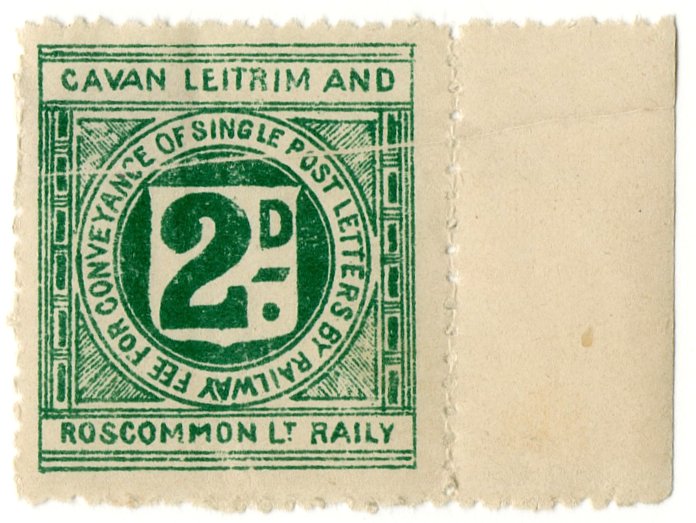 CAVAN LEITRIM AND
FEE FOR CONVEYANCE OF SINGLE POST LETTERS BY RAILWAY
2D.
ROSCOMMON LT RAILY